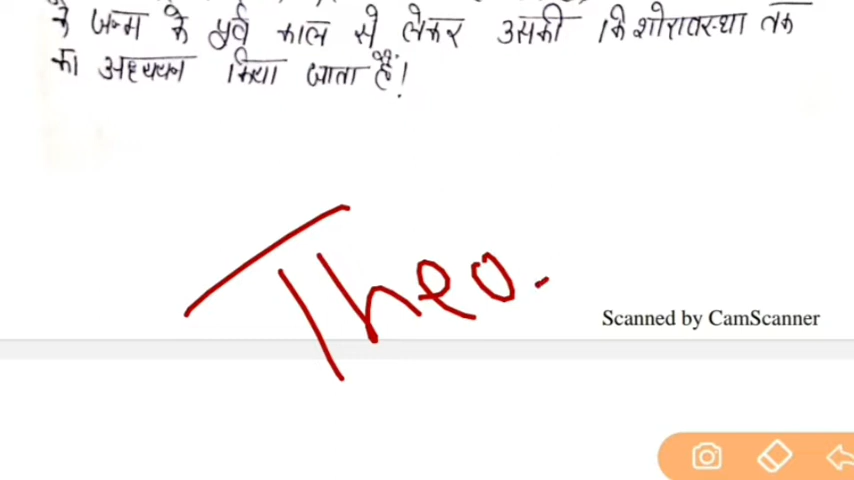 के जन्म के पूर्व काल से लेकर उसकी किशोरावस्था तक
का अध्ययन किया जाता है!
Theo.
Scanned by CamScanner